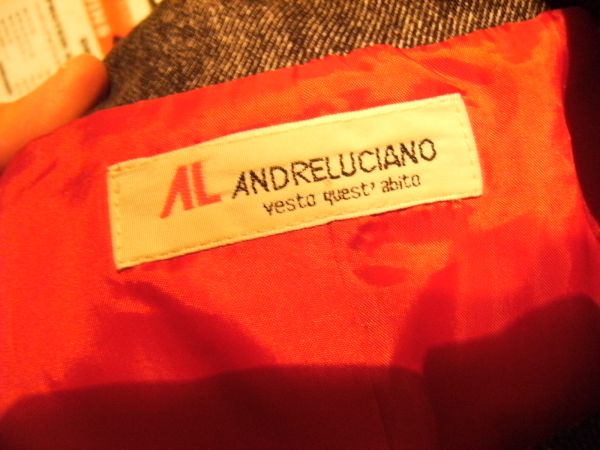 AL ANDRELUCIANO
vesto quest' abito